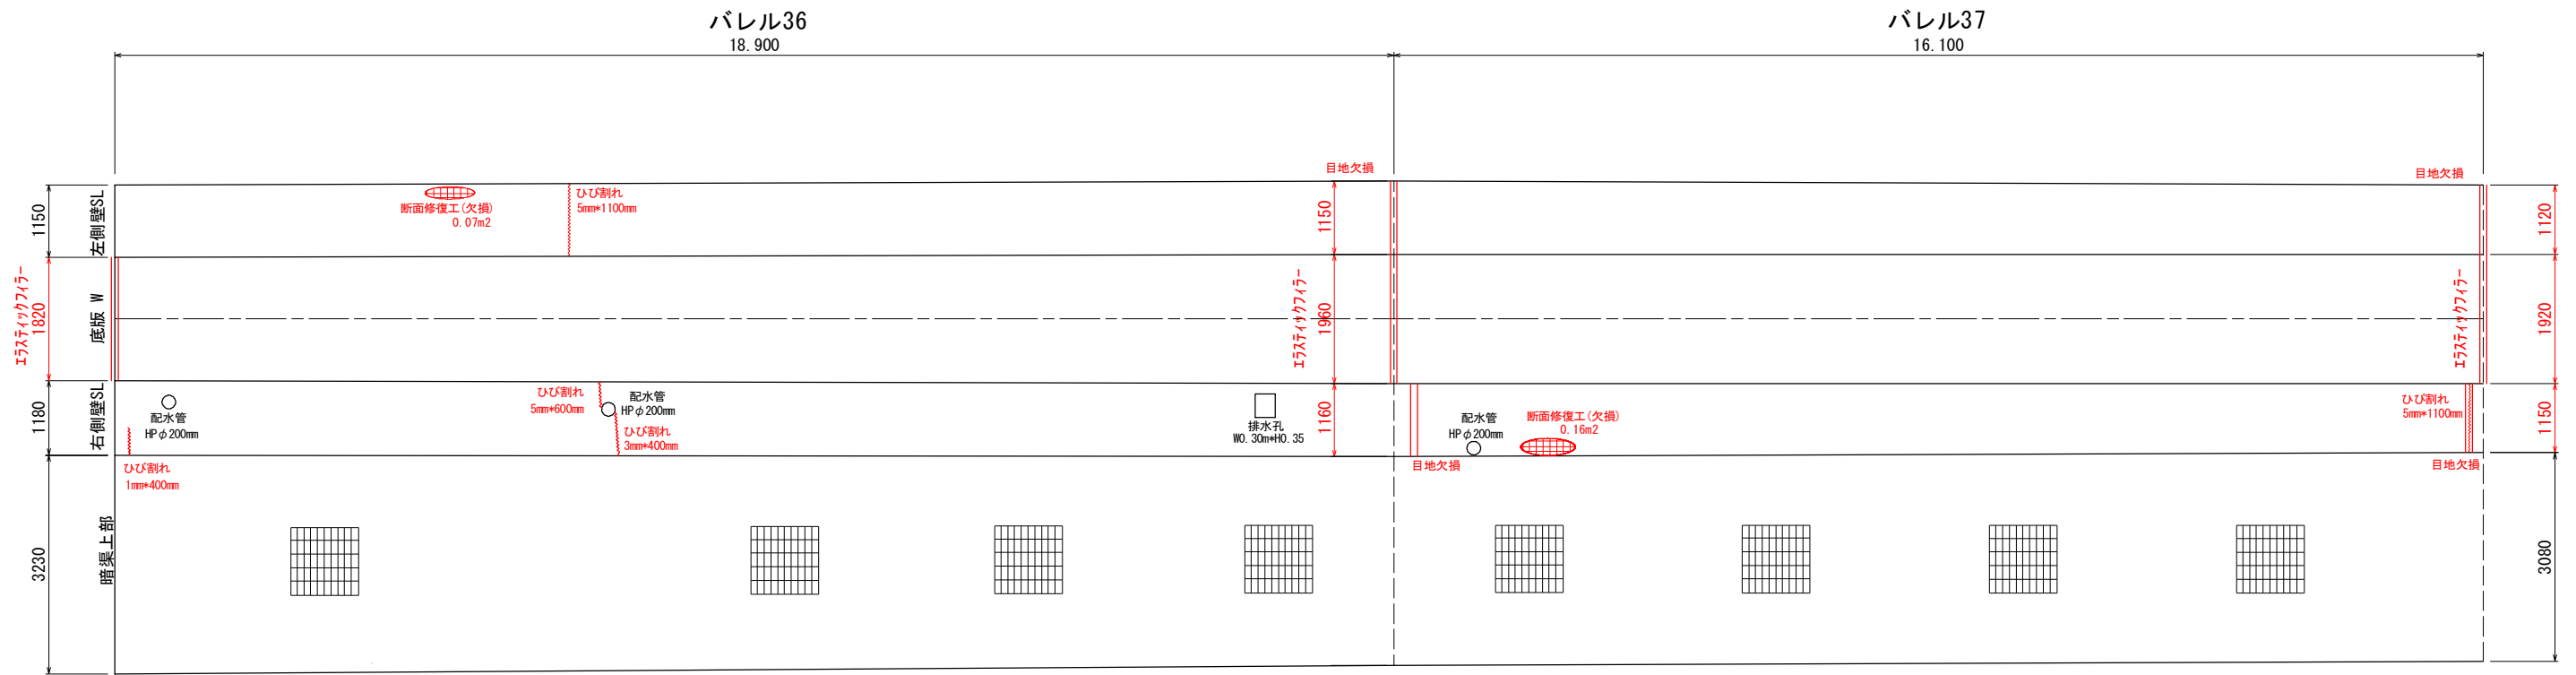 バレル36
18.900
バレル37
16.100
目地欠損
目地欠損
1150
左側壁SL
断面修復工(欠損)
0.07m2
ひび割れ
5mm*1100mm
1150
1120
エラスティックフィラー
1820
底版 W
エラスティックフィラー
1960
エラスティックフィラー
1920
1180
右側壁SL
配水管
HPφ200mm
ひび割れ
5mm*600mm
配水管
HPφ200mm
ひび割れ
3mm*400mm
排水孔
W0.30m*H0.35
1160
配水管
HPφ200mm
断面修復工(欠損)
0.16m2
ひび割れ
5mm*1100mm
1150
ひび割れ
1mm*400mm
目地欠損
目地欠損
3230
暗渠上部
3080